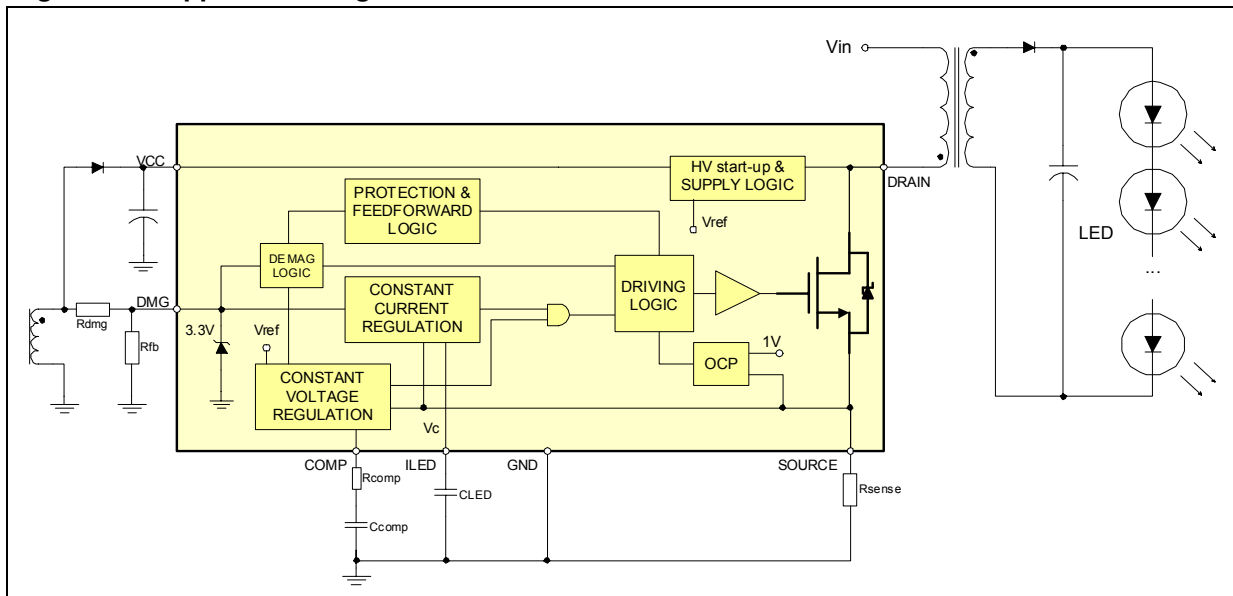 Vin
VCC
HV start-up &
SUPPLY LOGIC
DRAIN
PROTECTION &
FEEDFORWARD
LOGIC
Vref
LED
DEMAG
LOGIC
DRIVING
LOGIC
...
DMG
CONSTANT
CURRENT
REGULATION
Rdmg
3.3V
Vref
1V
Rfb
OCP
CONSTANT
VOLTAGE
REGULATION
Vc
COMP
ILED
GND
SOURCE
Rcomp
CLED
Rsense
Ccomp